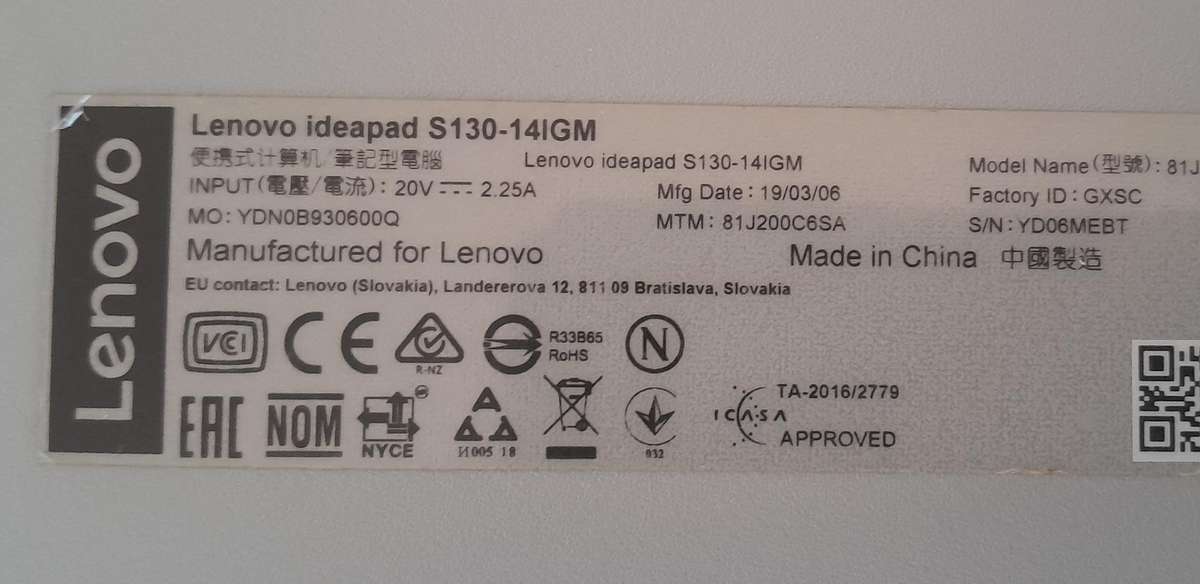 Lenovo
Lenovo ideapad S130-14IGM
便携式计算机/筆記型電腦 Lenovo ideapad S130-14IGM Model Name(型號): 81J
INPUT(電壓/電流): 20V⎓ 2.25A Mfg Date: 19/03/06 Factory ID: GXSC
MO: YDN0B930600Q MTM: 81J200C6SA S/N: YD06MEBT
Manufactured for Lenovo Made in China 中國製造
EU contact: Lenovo (Slovakia), Landererova 12, 811 09 Bratislava, Slovakia
VCI CE R-NZ R33B65 N
RoHS
EAC NOM NYCE И005 18 032 ICASA TA-2016/2779
APPROVED